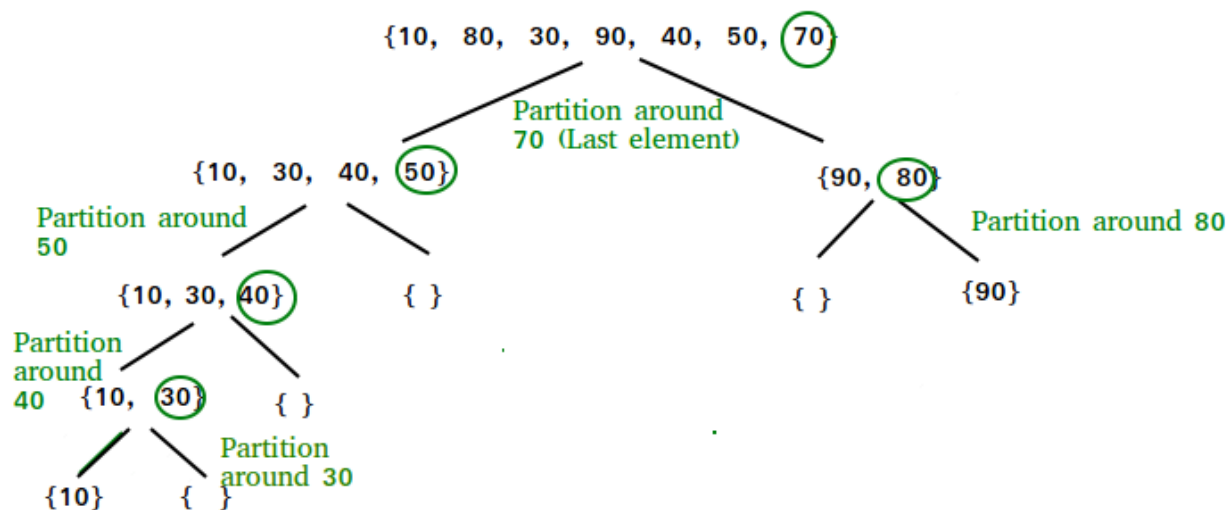 {10, 80, 30, 90, 40, 50, 70}
Partition around
70 (Last element)
{10, 30, 40, 50}
{90, 80}
Partition around
50
Partition around 80
{10, 30, 40}
{ }
{ }
{90}
Partition
around
40
{10, 30}
{ }
Partition
around 30
{10}
{ }